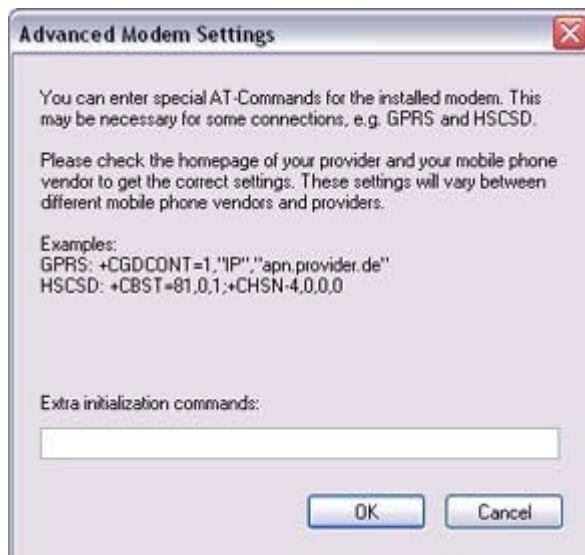 Advanced Modem Settings
You can enter special AT-Commands for the installed modem. This
may be necessary for some connections, e.g. GPRS and HSCSD.
Please check the homepage of your provider and your mobile phone
vendor to get the correct settings. These settings will vary between
different mobile phone vendors and providers.
Examples:
GPRS: +CGDCONT=1,"IP","apn.provider.de"
HSCSD: +CBST=81,0,1;+CHSN-4,0,0,0
Extra initialization commands:
OK Cancel